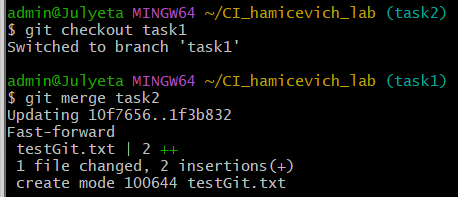 admin@Julyeta MINGW64 ~/CI_hamicevich_lab (task2)
$ git checkout task1
Switched to branch 'task1'
admin@Julyeta MINGW64 ~/CI_hamicevich_lab (task1)
$ git merge task2
Updating 10f7656..1f3b832
Fast-forward
 testGit.txt | 2 ++
 1 file changed, 2 insertions(+)
 create mode 100644 testGit.txt